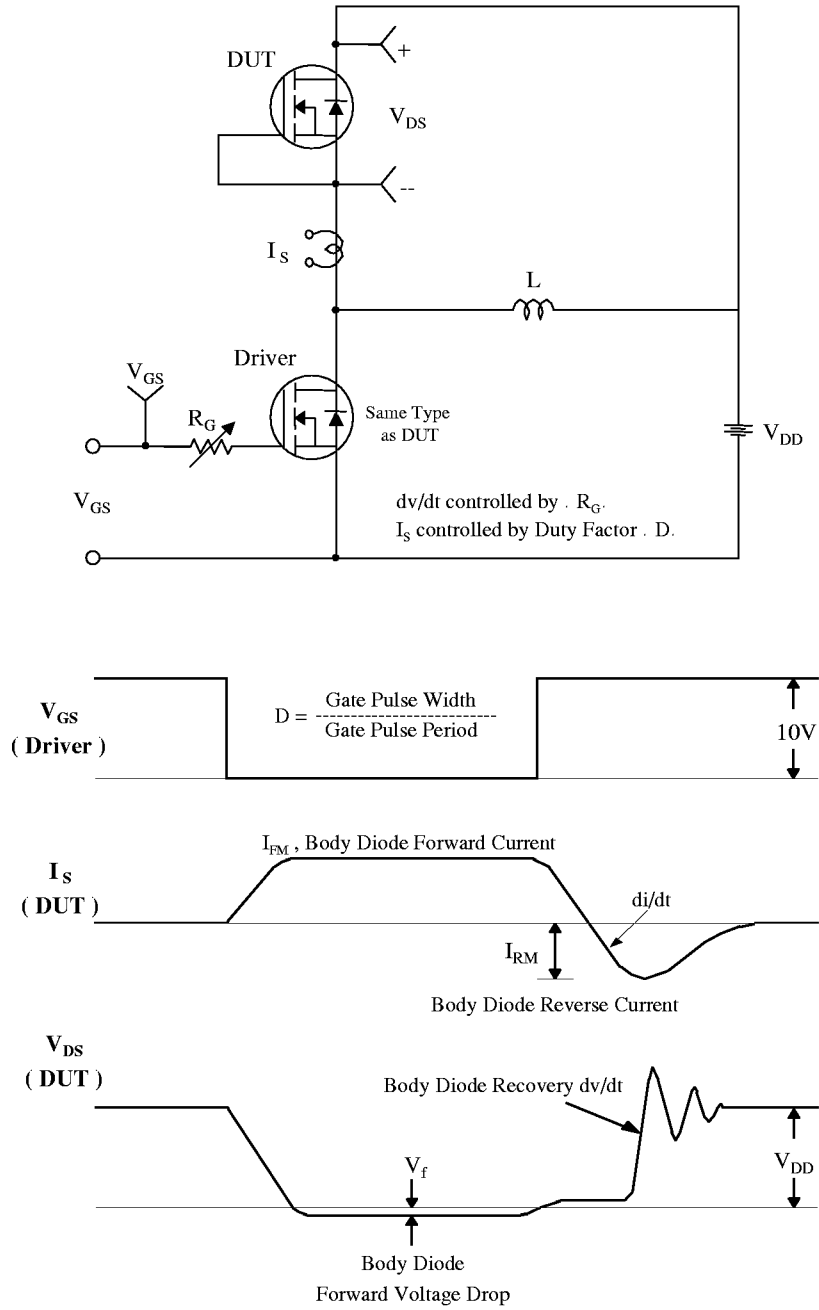 DUT
+
V_DS
--
I_S
L
Driver
V_GS
R_G
Same Type
as DUT
V_DD
V_GS
dv/dt controlled by . R_G.
I_S controlled by Duty Factor . D.
V_GS
( Driver )
D = Gate Pulse Width
--------------------------
Gate Pulse Period
10V
I_FM , Body Diode Forward Current
I_S
( DUT )
di/dt
I_RM
Body Diode Reverse Current
V_DS
( DUT )
Body Diode Recovery dv/dt
V_f
V_DD
Body Diode
Forward Voltage Drop